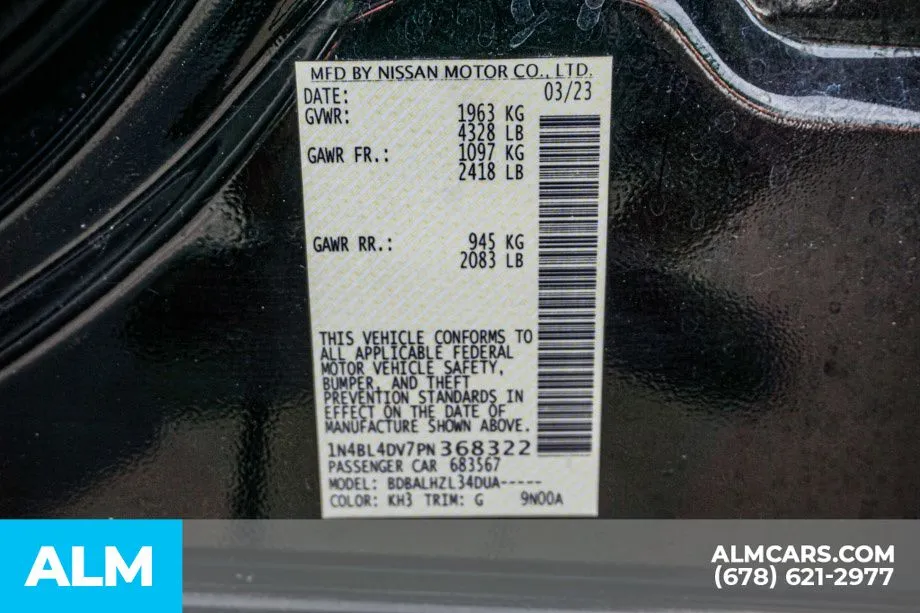 MFD BY NISSAN MOTOR CO., LTD.
DATE: 03/23
GVWR: 1963 KG
4328 LB
GAWR FR.: 1097 KG
2418 LB
GAWR RR.: 945 KG
2083 LB
THIS VEHICLE CONFORMS TO
ALL APPLICABLE FEDERAL
MOTOR VEHICLE SAFETY,
BUMPER, AND THEFT
PREVENTION STANDARDS IN
EFFECT ON THE DATE OF
MANUFACTURE SHOWN ABOVE.
1N4BL4DV7PN368322
PASSENGER CAR 683567
MODEL: BDBALHZL34DUA-----
COLOR: KH3 TRIM: G 9N00A
ALM
ALMCARS.COM
(678) 621-2977